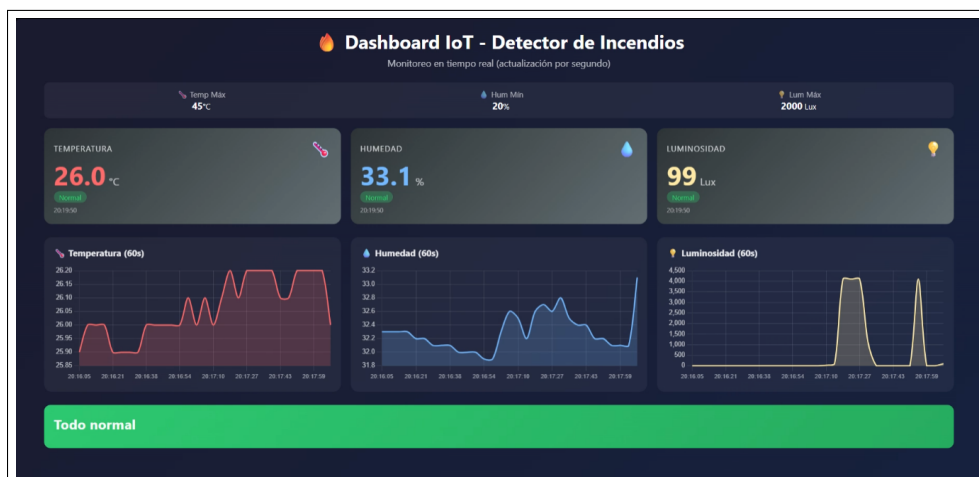 Dashboard IoT - Detector de Incendios
Monitoreo en tiempo real (actualización por segundo)
Temp Máx
45°C
Hum Mín
20%
Lum Máx
2000 Lux
TEMPERATURA
26.0 °C
Normal
20:19:50
HUMEDAD
33.1 %
Normal
20:19:50
LUMINOSIDAD
99 Lux
Normal
20:19:50
Temperatura (60s)
26.20
26.15
26.10
26.05
26.00
25.95
25.90
25.85
Humedad (60s)
33.2
33.0
32.8
32.6
32.4
32.2
32.0
31.8
Luminosidad (60s)
4,500
4,000
3,500
3,000
2,500
2,000
1,500
1,000
500
0
Todo normal